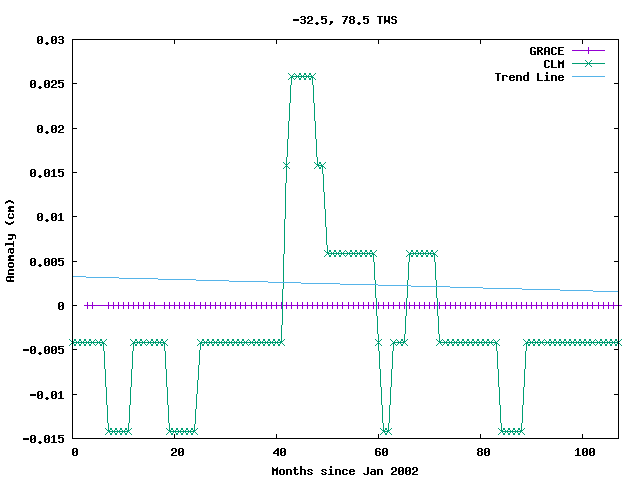 -32.5, 78.5 TWS
GRACE
CLM
Trend Line
0.03
0.025
0.02
0.015
0.01
0.005
0
-0.005
-0.01
-0.015
Anomaly (cm)
0 20 40 60 80 100
Months since Jan 2002